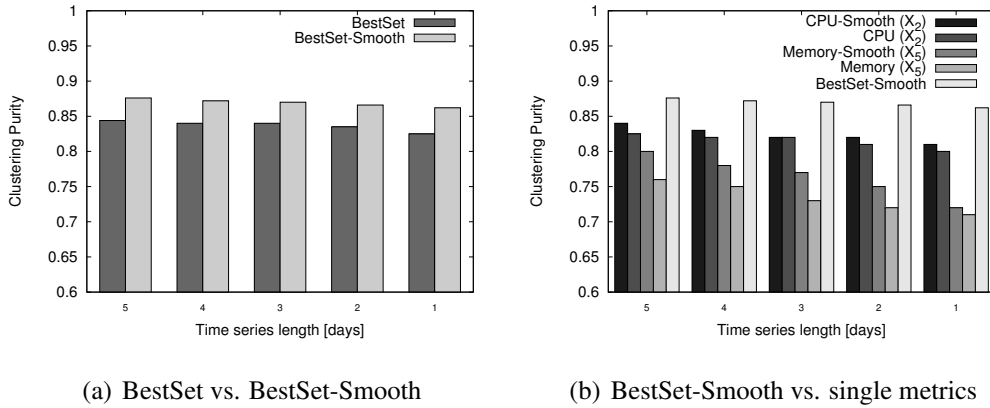 1
0.95
0.9
0.85
0.8
0.75
0.7
0.65
0.6
Clustering Purity
BestSet
BestSet-Smooth
5 4 3 2 1
Time series length [days]
(a) BestSet vs. BestSet-Smooth
1
0.95
0.9
0.85
0.8
0.75
0.7
0.65
0.6
Clustering Purity
CPU-Smooth (X2)
CPU (X2)
Memory-Smooth (X5)
Memory (X5)
BestSet-Smooth
5 4 3 2 1
Time series length [days]
(b) BestSet-Smooth vs. single metrics